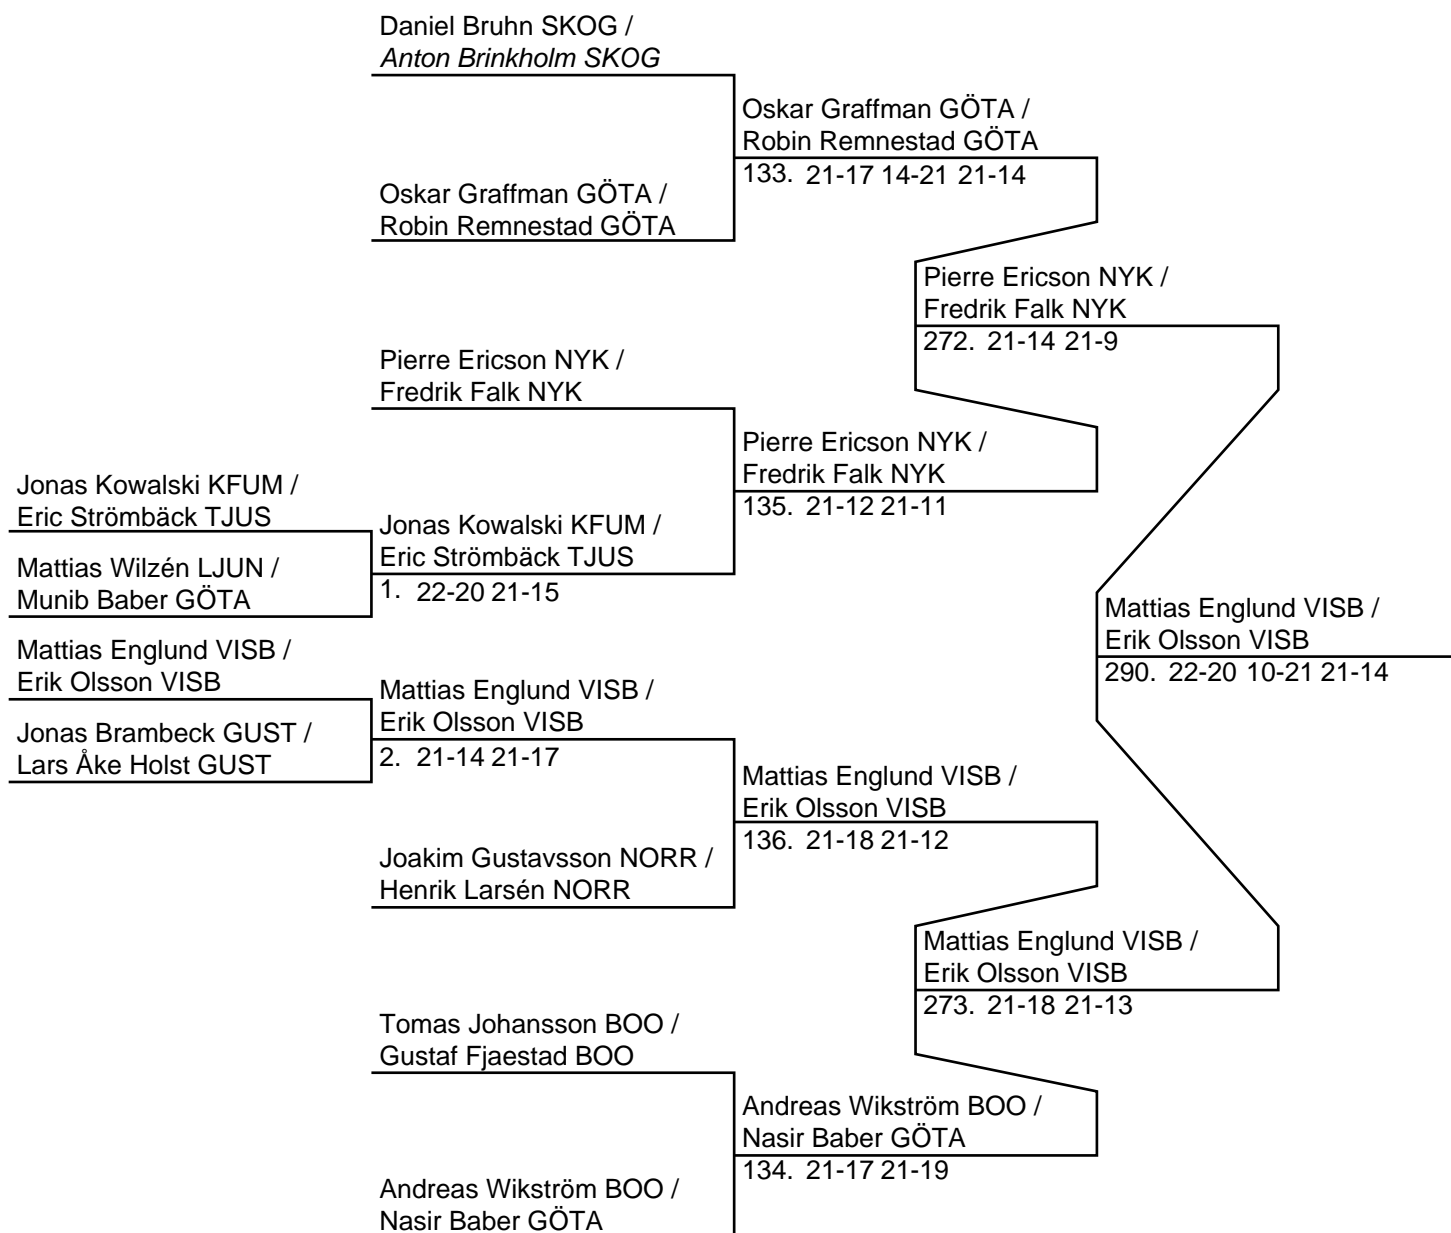 Daniel Bruhn SKOG /
Anton Brinkholm SKOG
Oskar Graffman GÖTA /
Robin Remnestad GÖTA
133. 21-17 14-21 21-14
Oskar Graffman GÖTA /
Robin Remnestad GÖTA
Pierre Ericson NYK /
Fredrik Falk NYK
272. 21-14 21-9
Pierre Ericson NYK /
Fredrik Falk NYK
Pierre Ericson NYK /
Fredrik Falk NYK
135. 21-12 21-11
Jonas Kowalski KFUM /
Eric Strömbäck TJUS
Jonas Kowalski KFUM /
Eric Strömbäck TJUS
1. 22-20 21-15
Mattias Wilzén LJUN /
Munib Baber GÖTA
Mattias Englund VISB /
Erik Olsson VISB
290. 22-20 10-21 21-14
Mattias Englund VISB /
Erik Olsson VISB
Mattias Englund VISB /
Erik Olsson VISB
2. 21-14 21-17
Jonas Brambeck GUST /
Lars Åke Holst GUST
Mattias Englund VISB /
Erik Olsson VISB
136. 21-18 21-12
Joakim Gustavsson NORR /
Henrik Larsén NORR
Mattias Englund VISB /
Erik Olsson VISB
273. 21-18 21-13
Tomas Johansson BOO /
Gustaf Fjaestad BOO
Andreas Wikström BOO /
Nasir Baber GÖTA
134. 21-17 21-19
Andreas Wikström BOO /
Nasir Baber GÖTA